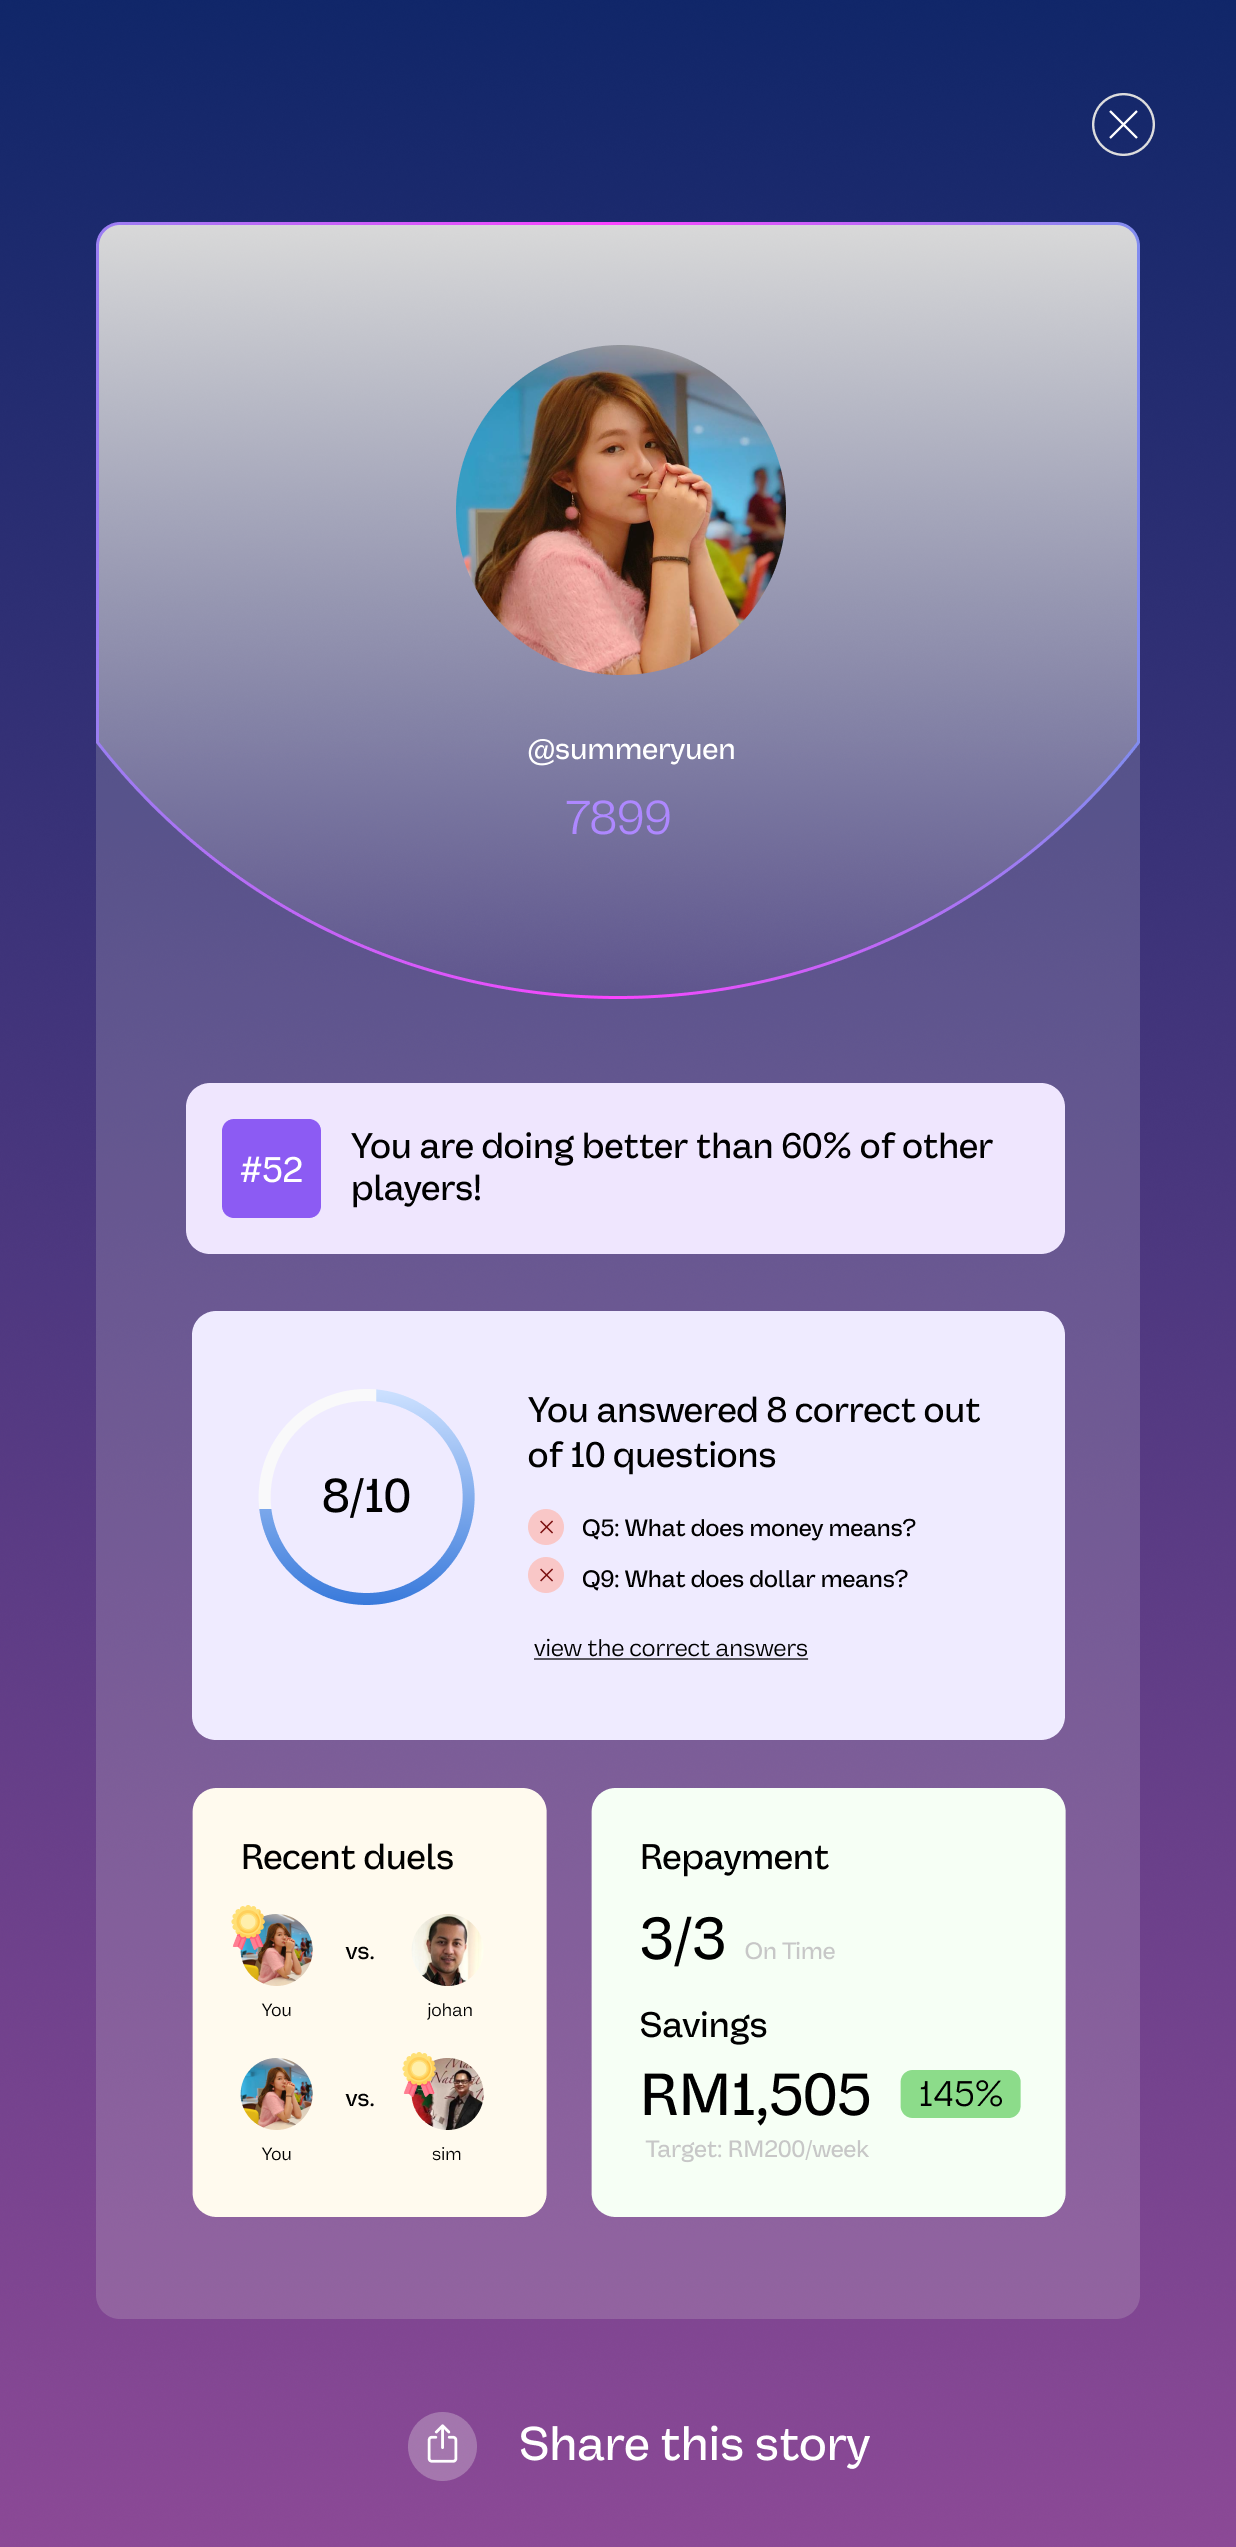 @summeryuen
7899
#52
You are doing better than 60% of other
players!
8/10
You answered 8 correct out
of 10 questions
Q5: What does money means?
Q9: What does dollar means?
view the correct answers
Recent duels
vs.
You
johan
vs.
You
sim
Repayment
3/3 On Time
Savings
RM1,505 145%
Target: RM200/week
Share this story